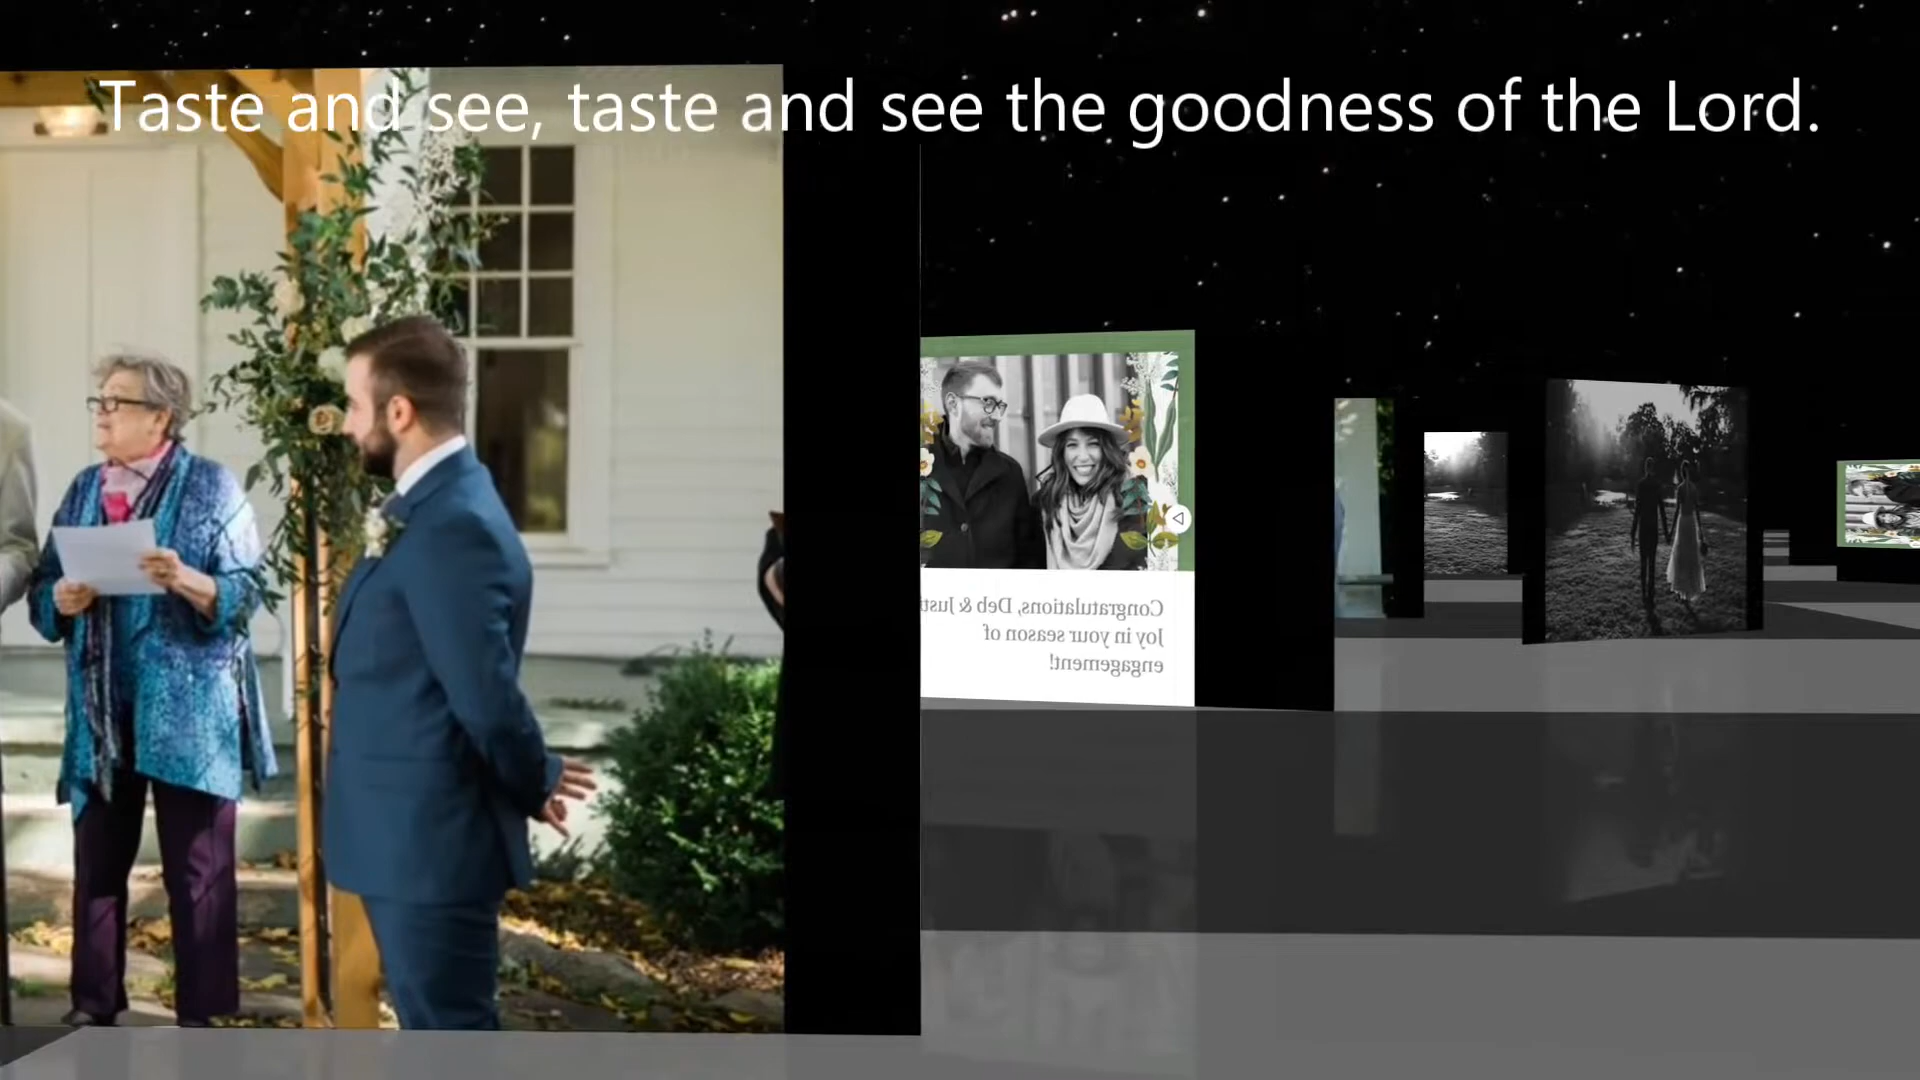 Taste and see, taste and see the goodness of the Lord.
Congratulations, Deb & Justi
Joy in your season of
engagement!